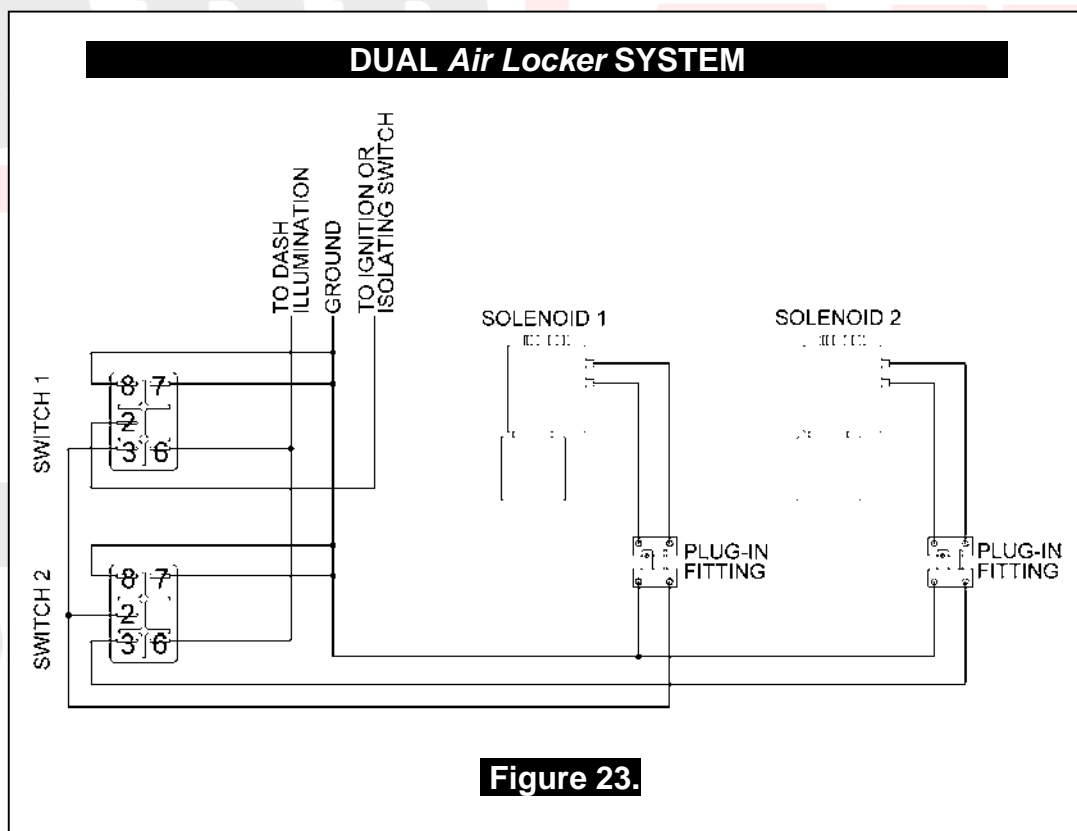 DUAL Air Locker SYSTEM
TO DASH
ILLUMINATION
GROUND
TO IGNITION OR
ISOLATING SWITCH
SOLENOID 1
SOLENOID 2
SWITCH 1
8 7
2
3 6
SWITCH 2
8 7
2
3 6
PLUG-IN
FITTING
PLUG-IN
FITTING
Figure 23.